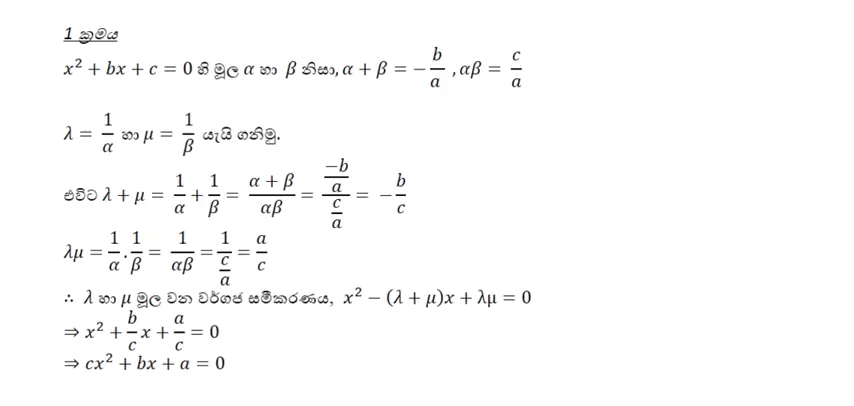 1 ක්‍රමය
x² + bx + c = 0 හි මූල α හා β නිසා, α + β = −b/a , αβ = c/a
λ = 1/α හා μ = 1/β යැයි ගනිමු.
එවිට λ + μ = 1/α + 1/β = (α + β)/(αβ) = (−b/a)/(c/a) = −b/c
λμ = 1/α . 1/β = 1/(αβ) = 1/(c/a) = a/c
∴ λ හා μ මූල වන වර්ගජ සමීකරණය, x² − (λ + μ)x + λμ = 0
⇒ x² + (b/c)x + a/c = 0
⇒ cx² + bx + a = 0